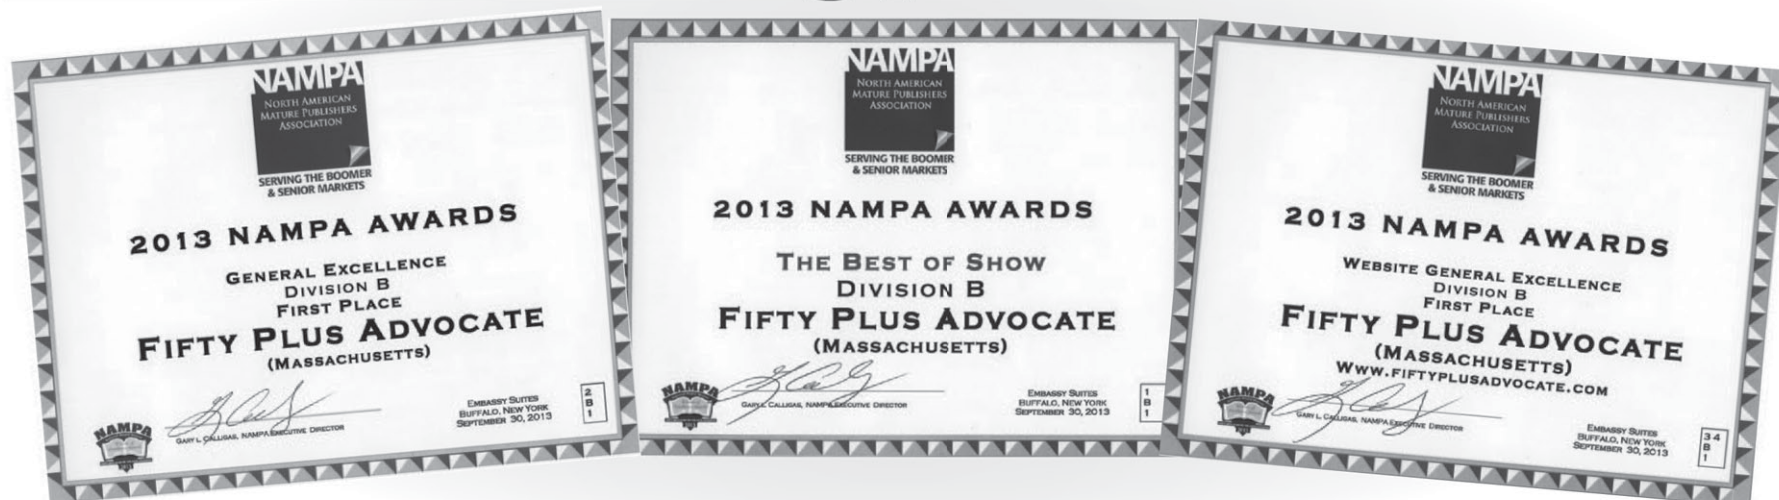 NAMPA
NORTH AMERICAN
MATURE PUBLISHERS
ASSOCIATION
SERVING THE BOOMER
& SENIOR MARKETS
2013 NAMPA AWARDS
GENERAL EXCELLENCE
DIVISION B
FIRST PLACE
FIFTY PLUS ADVOCATE
(MASSACHUSETTS)
NAMPA
GARY L. CALLIGAS, NAMPA EXECUTIVE DIRECTOR
EMBASSY SUITES
BUFFALO, NEW YORK
SEPTEMBER 30, 2013
2
B
1
NAMPA
NORTH AMERICAN
MATURE PUBLISHERS
ASSOCIATION
SERVING THE BOOMER
& SENIOR MARKETS
2013 NAMPA AWARDS
THE BEST OF SHOW
DIVISION B
FIFTY PLUS ADVOCATE
(MASSACHUSETTS)
NAMPA
GARY L. CALLIGAS, NAMPA EXECUTIVE DIRECTOR
EMBASSY SUITES
BUFFALO, NEW YORK
SEPTEMBER 30, 2013
1
B
1
NAMPA
NORTH AMERICAN
MATURE PUBLISHERS
ASSOCIATION
SERVING THE BOOMER
& SENIOR MARKETS
2013 NAMPA AWARDS
WEBSITE GENERAL EXCELLENCE
DIVISION B
FIRST PLACE
FIFTY PLUS ADVOCATE
(MASSACHUSETTS)
WWW.FIFTYPLUSADVOCATE.COM
NAMPA
GARY L. CALLIGAS, NAMPA EXECUTIVE DIRECTOR
EMBASSY SUITES
BUFFALO, NEW YORK
SEPTEMBER 30, 2013
34
B
1